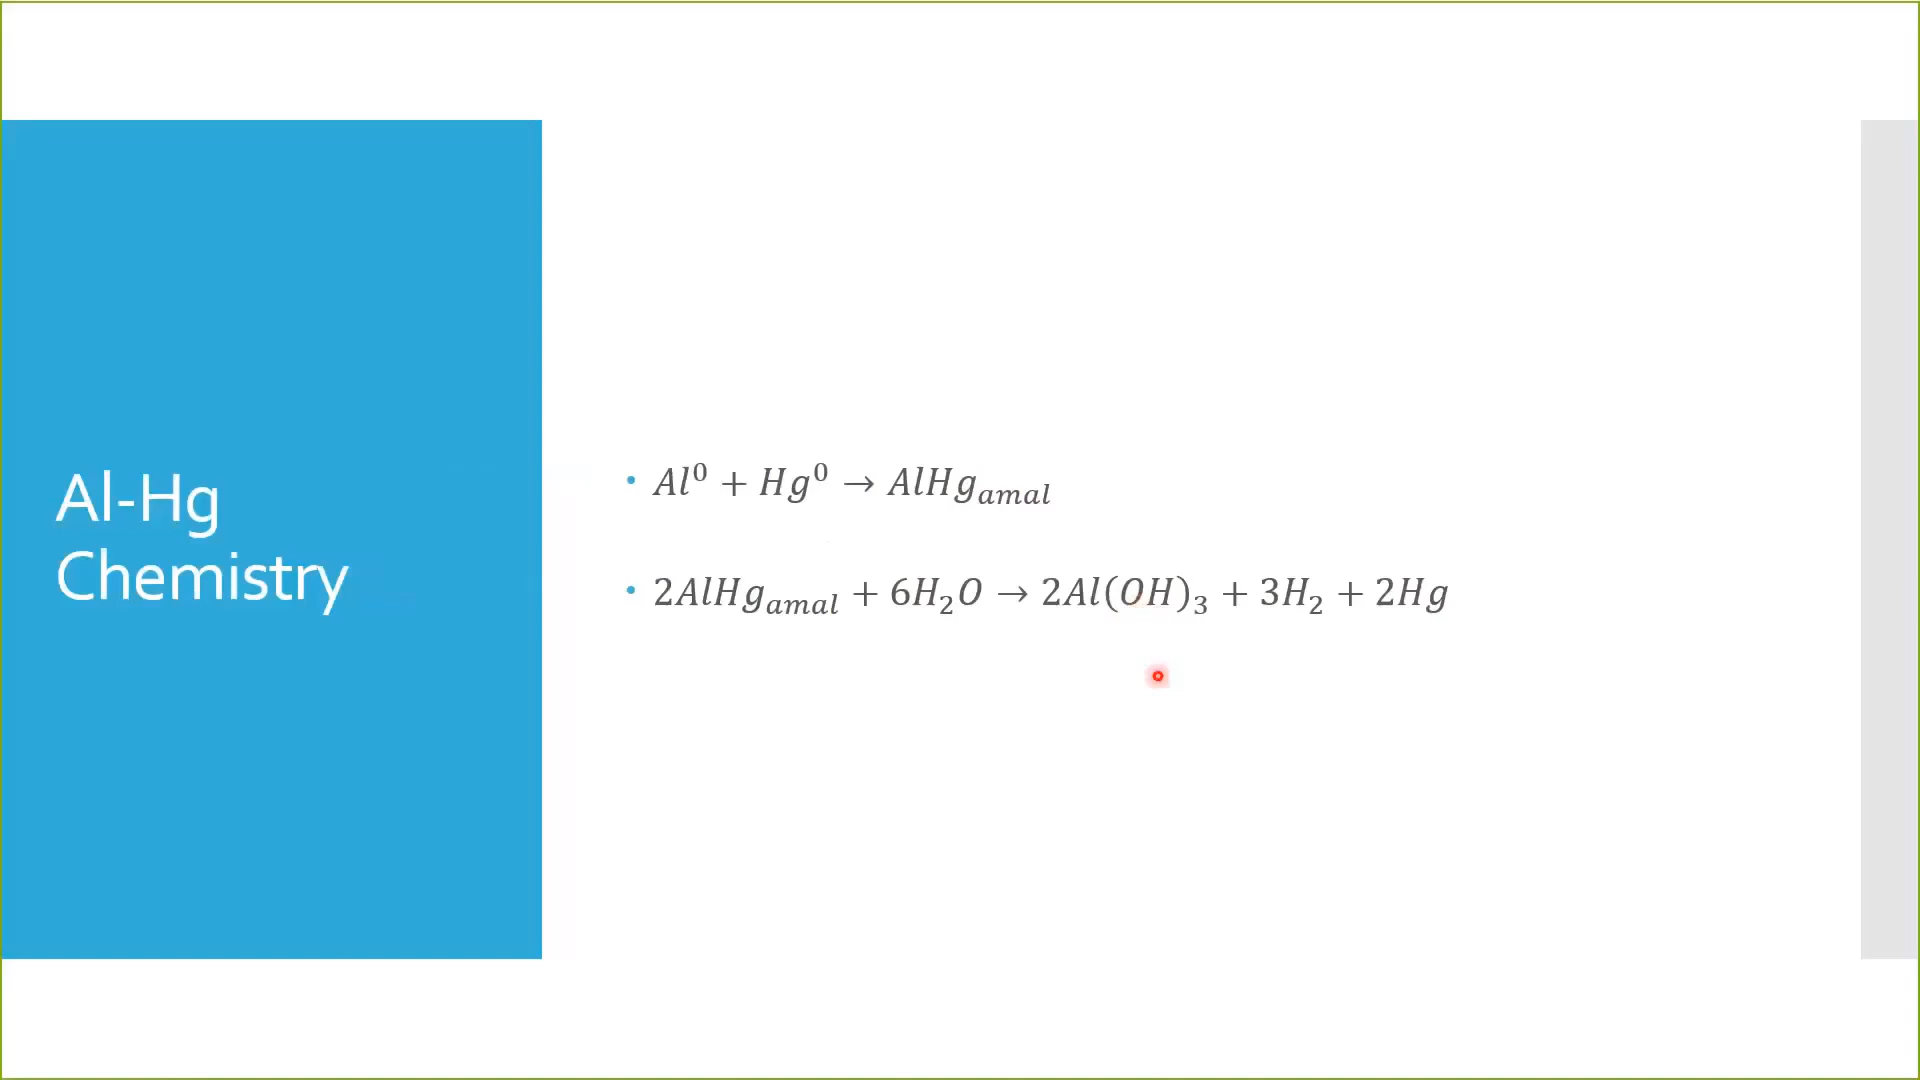 Al-Hg
Chemistry
• Al⁰ + Hg⁰ → AlHg_amal
• 2AlHg_amal + 6H₂O → 2Al(OH)₃ + 3H₂ + 2Hg